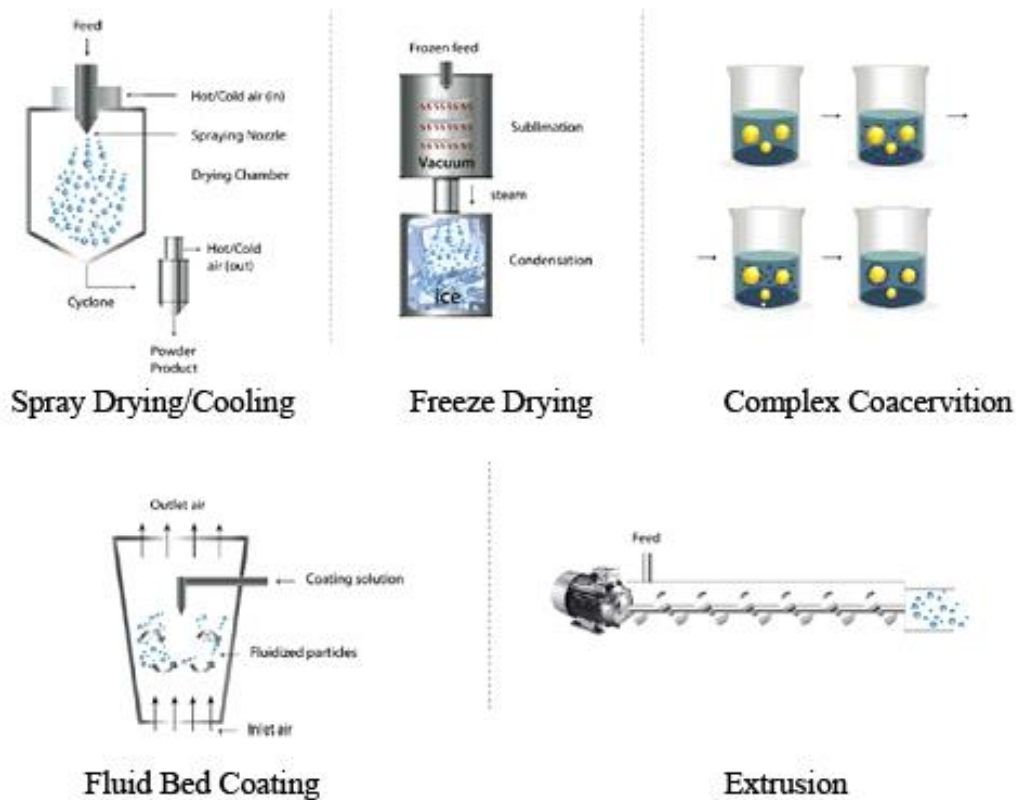 Feed
Hot/Cold air (in)
Spraying Nozzle
Drying Chamber
Hot/Cold
air (out)
Cyclone
Powder
Product
Spray Drying/Cooling
Frozen feed
Sublimation
Vacuum
steam
Condensation
ice
Freeze Drying
Complex Coacervition
Outlet air
Coating solution
Fluidized particles
Inlet air
Fluid Bed Coating
Feed
Extrusion